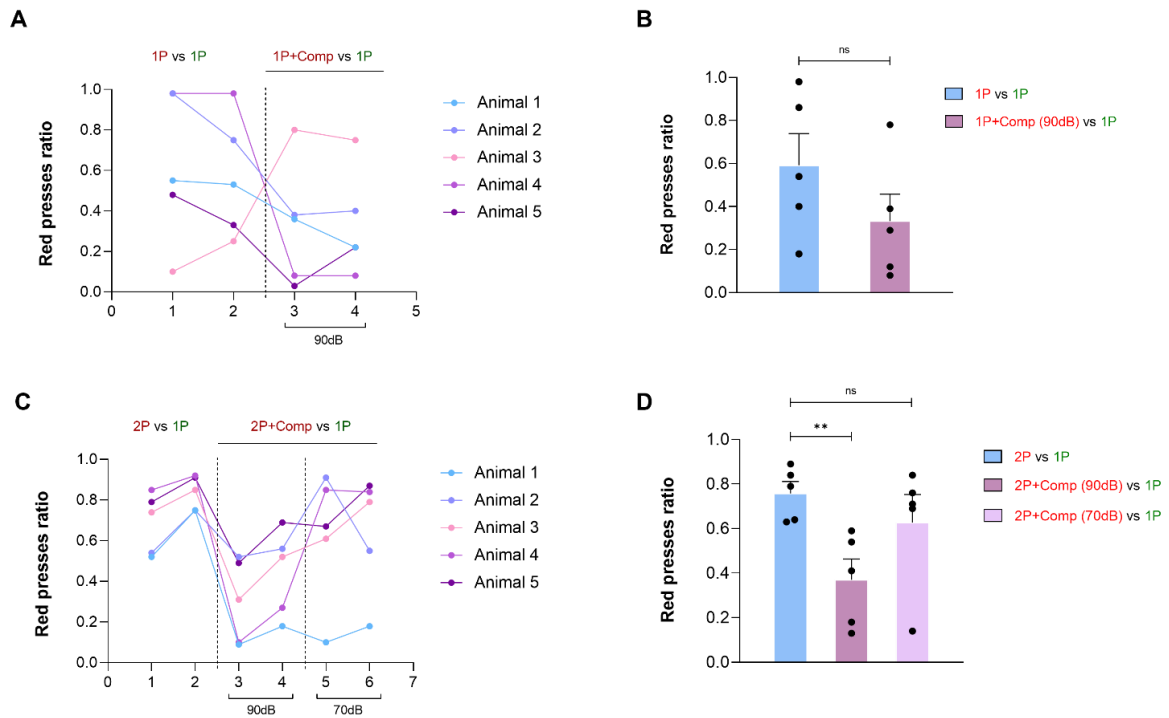 A
1P vs 1P
1P+Comp vs 1P
Red presses ratio
1.0
0.8
0.6
0.4
0.2
0.0
0 1 2 3 4 5
90dB
Animal 1
Animal 2
Animal 3
Animal 4
Animal 5
B
ns
Red presses ratio
1.0
0.8
0.6
0.4
0.2
0.0
1P vs 1P
1P+Comp (90dB) vs 1P
C
2P vs 1P
2P+Comp vs 1P
Red presses ratio
1.0
0.8
0.6
0.4
0.2
0.0
0 1 2 3 4 5 6 7
90dB 70dB
Animal 1
Animal 2
Animal 3
Animal 4
Animal 5
D
ns
**
Red presses ratio
1.0
0.8
0.6
0.4
0.2
0.0
2P vs 1P
2P+Comp (90dB) vs 1P
2P+Comp (70dB) vs 1P